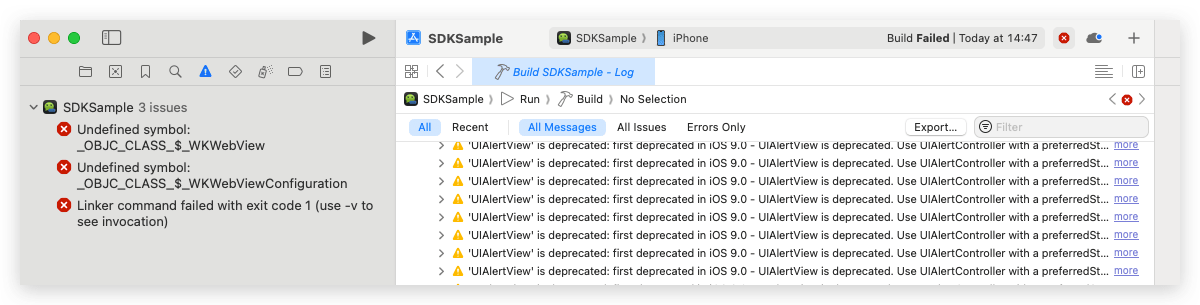 SDKSample
SDKSample 〉 iPhone
Build Failed | Today at 14:47
Build SDKSample - Log
SDKSample 3 issues
Undefined symbol:
_OBJC_CLASS_$_WKWebView
Undefined symbol:
_OBJC_CLASS_$_WKWebViewConfiguration
Linker command failed with exit code 1 (use -v to
see invocation)
SDKSample 〉 Run 〉 Build 〉 No Selection
All Recent All Messages All Issues Errors Only Export... Filter
'UIAlertView' is deprecated: first deprecated in iOS 9.0 - UIAlertView is deprecated. Use UIAlertController with a preferredSt... more
'UIAlertView' is deprecated: first deprecated in iOS 9.0 - UIAlertView is deprecated. Use UIAlertController with a preferredSt... more
'UIAlertView' is deprecated: first deprecated in iOS 9.0 - UIAlertView is deprecated. Use UIAlertController with a preferredSt... more
'UIAlertView' is deprecated: first deprecated in iOS 9.0 - UIAlertView is deprecated. Use UIAlertController with a preferredSt... more
'UIAlertView' is deprecated: first deprecated in iOS 9.0 - UIAlertView is deprecated. Use UIAlertController with a preferredSt... more
'UIAlertView' is deprecated: first deprecated in iOS 9.0 - UIAlertView is deprecated. Use UIAlertController with a preferredSt... more
'UIAlertView' is deprecated: first deprecated in iOS 9.0 - UIAlertView is deprecated. Use UIAlertController with a preferredSt... more
'UIAlertView' is deprecated: first deprecated in iOS 9.0 - UIAlertView is deprecated. Use UIAlertController with a preferredSt... more